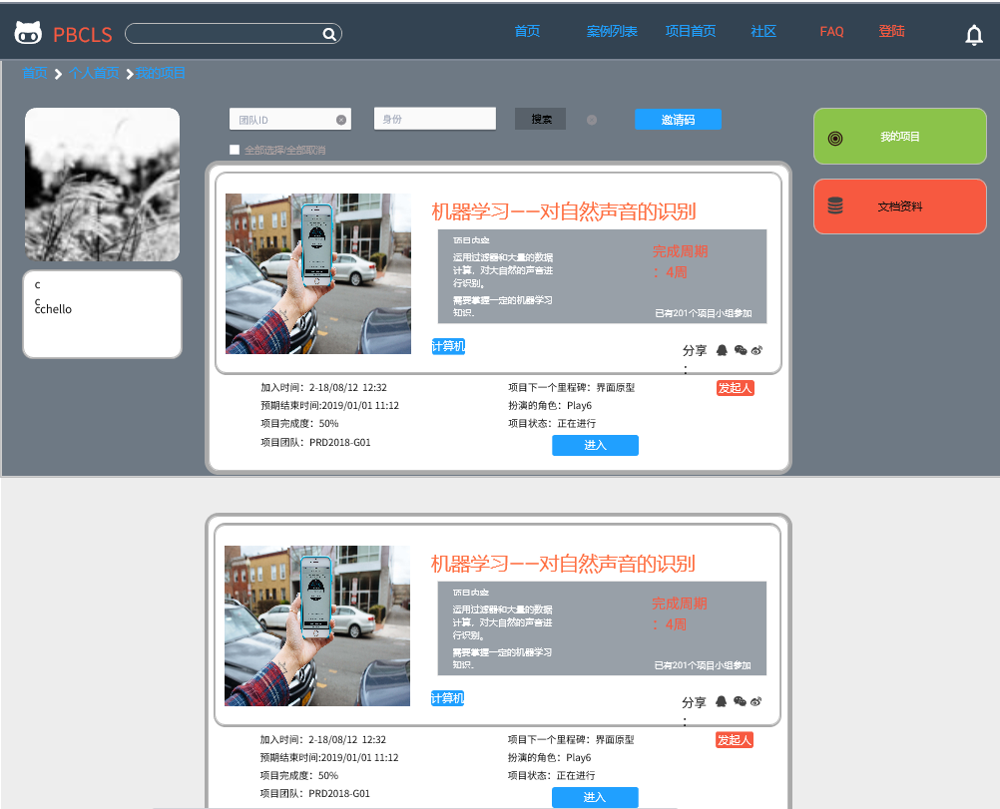 PBCLS
首页 案例列表 项目首页 社区 FAQ 登陆
首页 个人首页 我的项目
团队ID 身份 搜索 邀请码
全部选择/全部取消
我的项目
文档资料
c
c
cchello
机器学习——对自然声音的识别
项目内容
运用过滤器和大量的数据
计算，对大自然的声音进
行识别。
需要掌握一定的机器学习
知识。
完成周期
：4周
已有201个项目小组参加
计算机
分享
：
加入时间：2-18/08/12 12:32
预期结束时间:2019/01/01 11:12
项目完成度：50%
项目团队：PRD2018-G01
项目下一个里程碑：界面原型
扮演的角色：Play6
项目状态：正在进行
发起人
进入
机器学习——对自然声音的识别
项目内容
运用过滤器和大量的数据
计算，对大自然的声音进
行识别。
需要掌握一定的机器学习
知识。
完成周期
：4周
已有201个项目小组参加
计算机
分享
：
加入时间：2-18/08/12 12:32
预期结束时间:2019/01/01 11:12
项目完成度：50%
项目团队：PRD2018-G01
项目下一个里程碑：界面原型
扮演的角色：Play6
项目状态：正在进行
发起人
进入